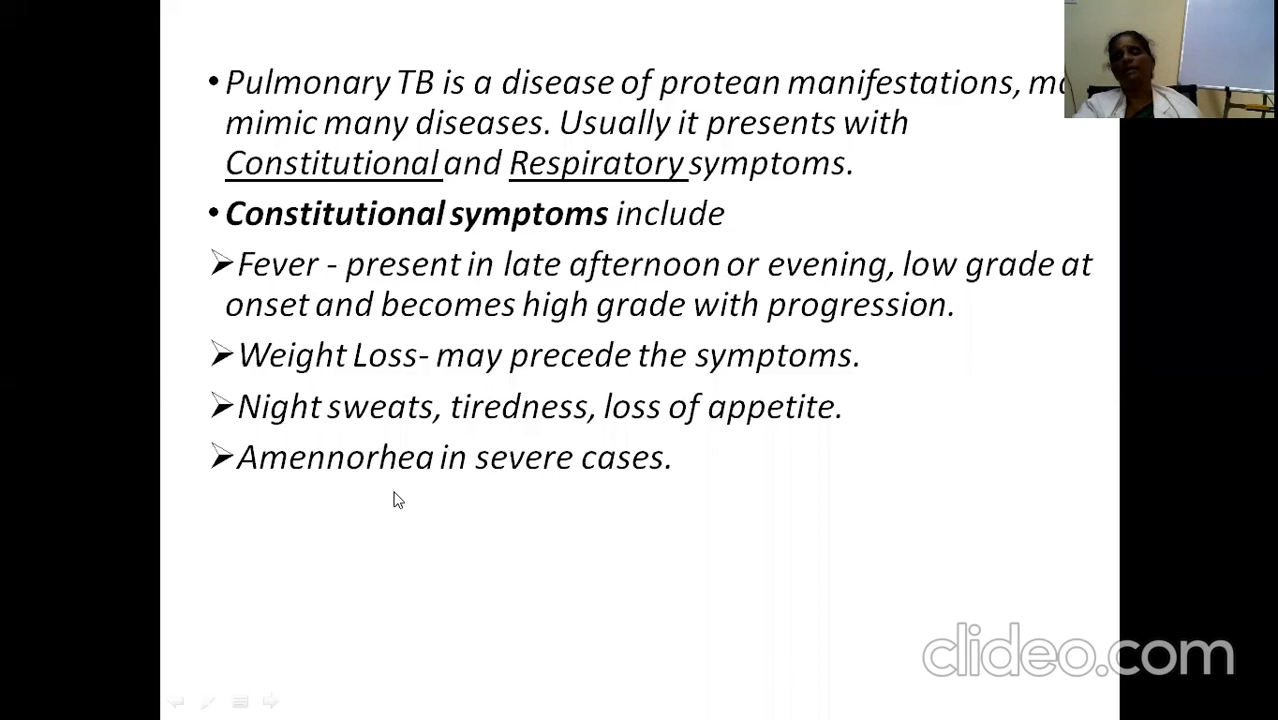 • Pulmonary TB is a disease of protean manifestations,
mimic many diseases. Usually it presents with
Constitutional and Respiratory symptoms.
• Constitutional symptoms include
➢Fever - present in late afternoon or evening, low grade at
onset and becomes high grade with progression.
➢Weight Loss- may precede the symptoms.
➢Night sweats, tiredness, loss of appetite.
➢Amennorhea in severe cases.
clideo.com